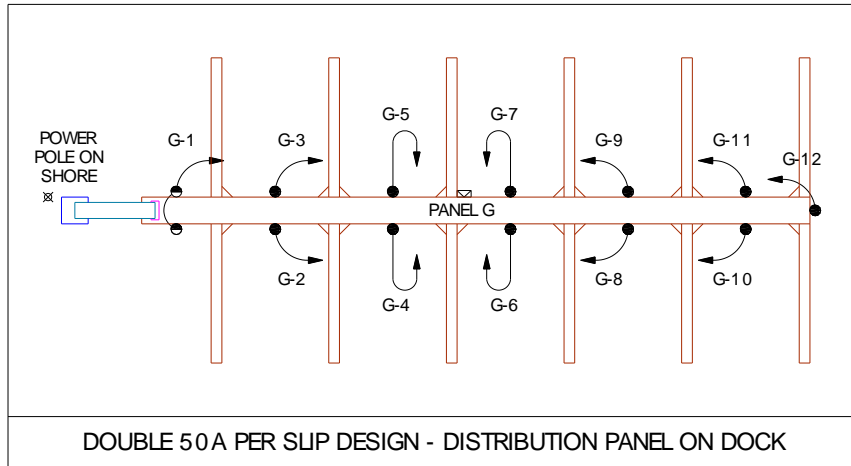 G-5
G-7
POWER
POLE ON
SHORE
G-1
G-3
G-9
G-11
G-12
PANEL G
G-2
G-4
G-6
G-8
G-10
DOUBLE 50A PER SLIP DESIGN - DISTRIBUTION PANEL ON DOCK